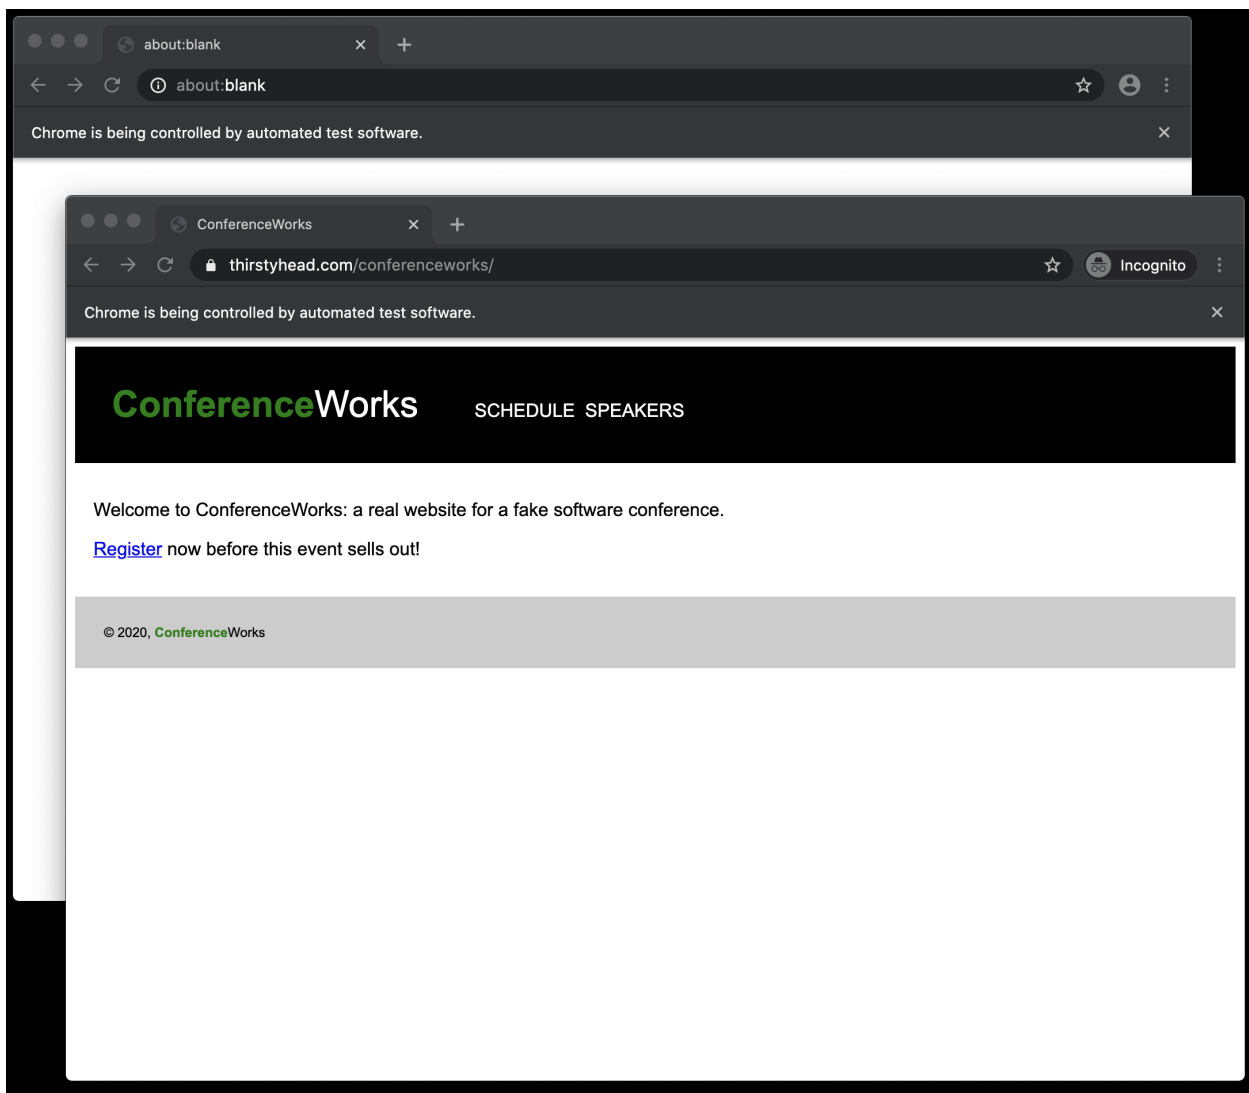 about:blank
about:blank
Chrome is being controlled by automated test software.
ConferenceWorks
thirstyhead.com/conferenceworks/
Incognito
Chrome is being controlled by automated test software.
ConferenceWorks SCHEDULE SPEAKERS
Welcome to ConferenceWorks: a real website for a fake software conference.
Register now before this event sells out!
© 2020, ConferenceWorks